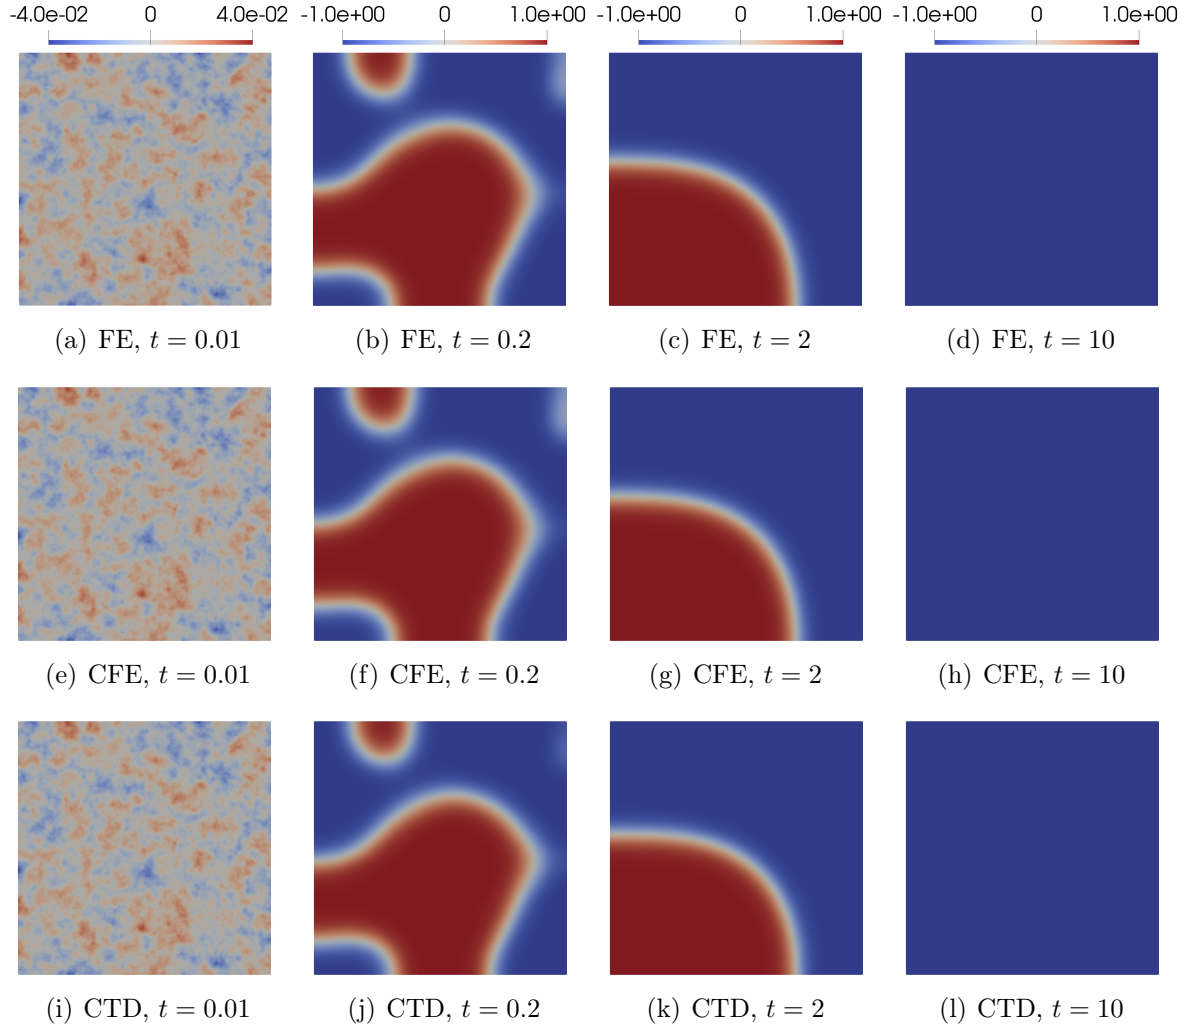 -4.0e-02 0 4.0e-02 -1.0e+00 0 1.0e+00 -1.0e+00 0 1.0e+00 -1.0e+00 0 1.0e+00
(a) FE, t = 0.01 (b) FE, t = 0.2 (c) FE, t = 2 (d) FE, t = 10
(e) CFE, t = 0.01 (f) CFE, t = 0.2 (g) CFE, t = 2 (h) CFE, t = 10
(i) CTD, t = 0.01 (j) CTD, t = 0.2 (k) CTD, t = 2 (l) CTD, t = 10